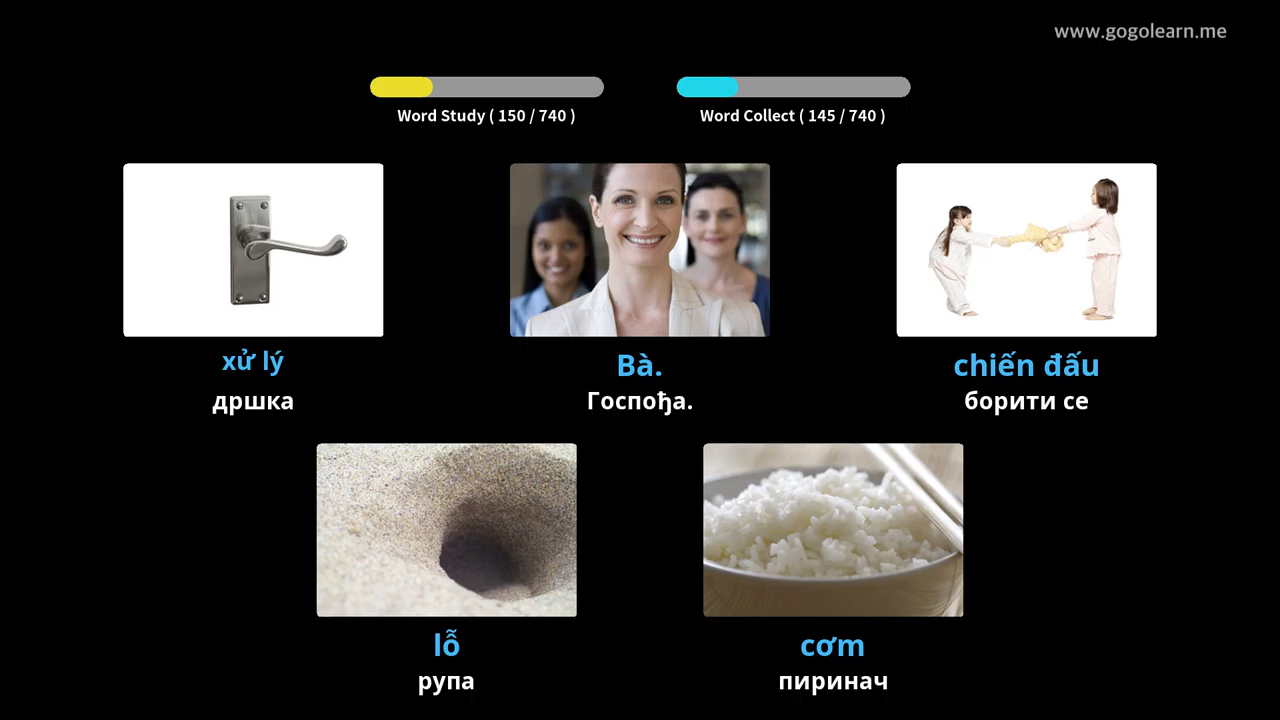 www.gogolearn.me
Word Study ( 150 / 740 )
Word Collect ( 145 / 740 )
xử lý
дршка
Bà.
Госпођа.
chiến đấu
борити се
lỗ
рупа
cơm
пиринач